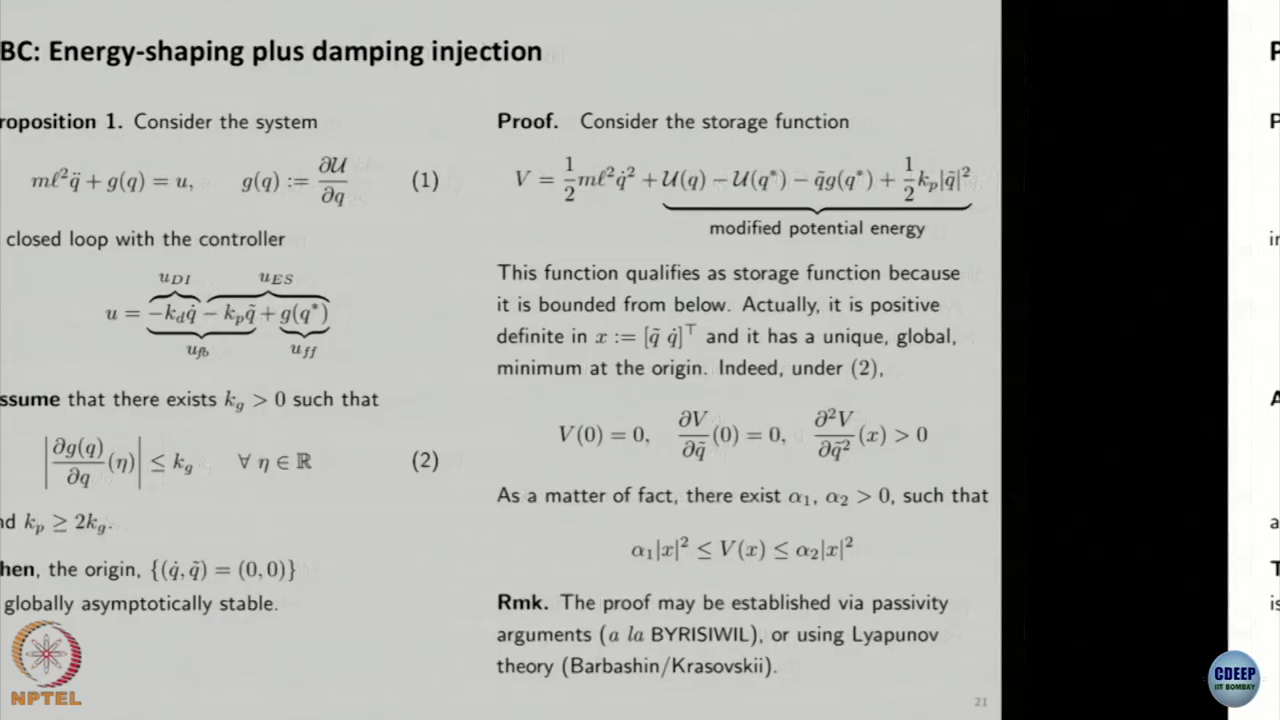 BC: Energy-shaping plus damping injection
roposition 1. Consider the system
mℓ²q̈ + g(q) = u, g(q) := ∂𝒰/∂q (1)
closed loop with the controller
u_DI u_ES
u = −k_d q̇ − k_p q̃ + g(q*)
u_fb u_ff
ssume that there exists k_g > 0 such that
|∂g(q)/∂q (η)| ≤ k_g ∀ η ∈ ℝ (2)
nd k_p ≥ 2k_g.
hen, the origin, {(q̇, q̃) = (0, 0)}
globally asymptotically stable.
NPTEL
Proof. Consider the storage function
V = 1/2 mℓ²q̇² + 𝒰(q) − 𝒰(q*) − q̃g(q*) + 1/2 k_p|q̃|²
modified potential energy
This function qualifies as storage function because
it is bounded from below. Actually, it is positive
definite in x := [q̃ q̇]⊤ and it has a unique, global,
minimum at the origin. Indeed, under (2),
V(0) = 0, ∂V/∂q̃ (0) = 0, ∂²V/∂q̃² (x) > 0
As a matter of fact, there exist α₁, α₂ > 0, such that
α₁|x|² ≤ V(x) ≤ α₂|x|²
Rmk. The proof may be established via passivity
arguments (a la BYRISIWIL), or using Lyapunov
theory (Barbashin/Krasovskii).
21
P
P
i
A
a
T
is
CDEEP
IIT BOMBAY